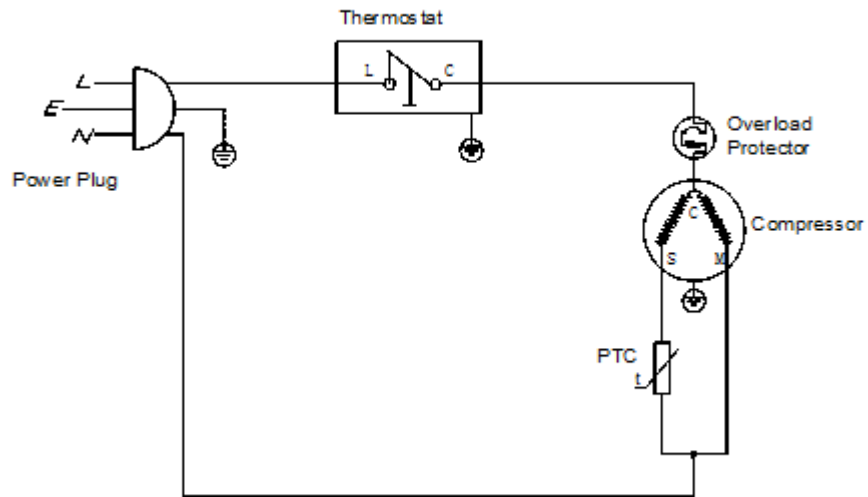 Thermostat
L
L C
E
N
Overload
Protector
Power Plug
C
Compressor
S M
PTC
t